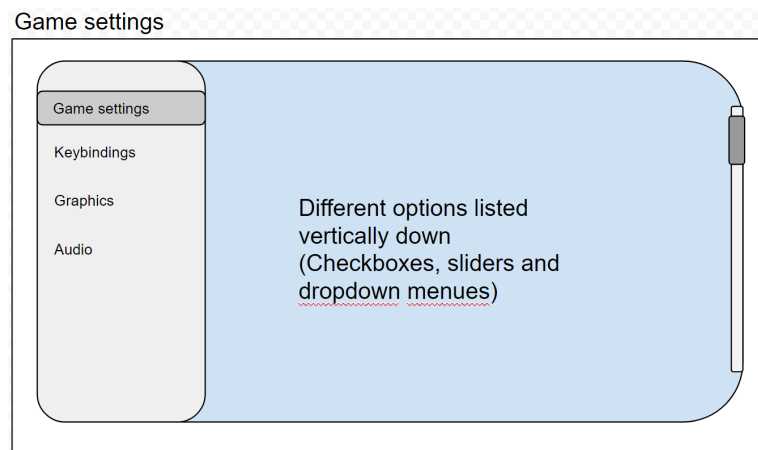 Game settings
Game settings
Keybindings
Graphics
Audio
Different options listed
vertically down
(Checkboxes, sliders and
dropdown menues)